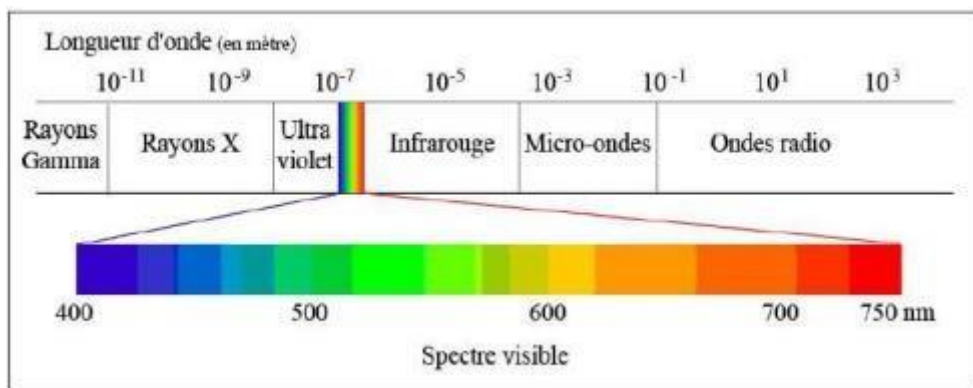 Longueur d'onde (en mètre)
10⁻¹¹ 10⁻⁹ 10⁻⁷ 10⁻⁵ 10⁻³ 10⁻¹ 10¹ 10³
Rayons Gamma Rayons X Ultra violet Infrarouge Micro-ondes Ondes radio
400 500 600 700 750 nm
Spectre visible